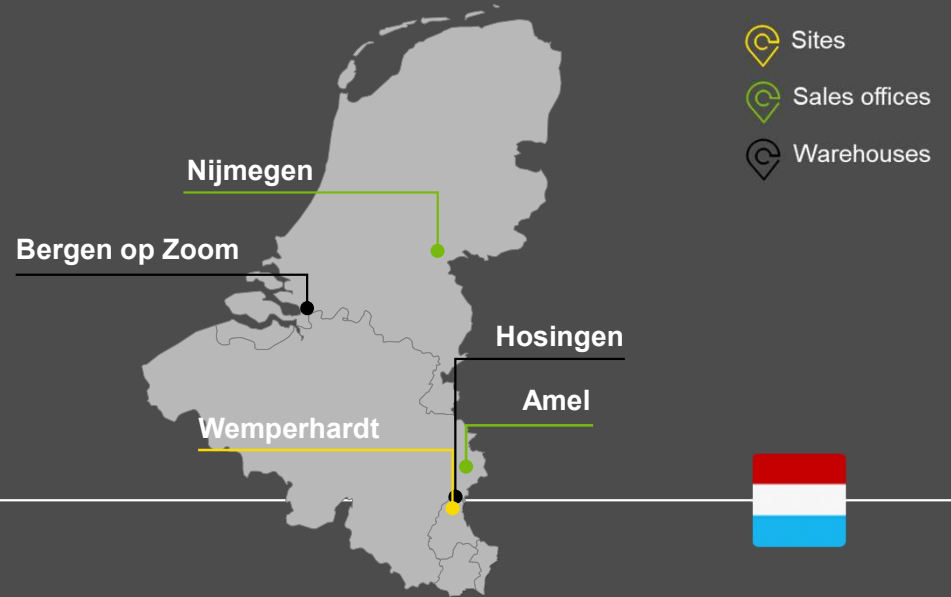 Sites
Sales offices
Warehouses
Nijmegen
Bergen op Zoom
Hosingen
Amel
Wemperhardt